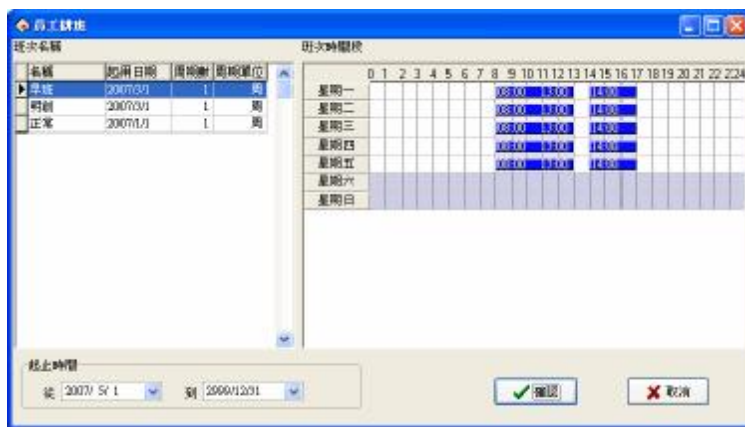 員工排班
班次名稱
班次時間段
名稱 起用日期 周期數 周期單位
早班 2007/3/1 1 周
明創 2007/3/1 1 周
正常 2007/1/1 1 周
0 1 2 3 4 5 6 7 8 9 10 11 12 13 14 15 16 17 18 19 20 21 22 23 24
星期一 08:00 13:00 14:00
星期二 08:00 13:00 14:00
星期三 08:00 13:00 14:00
星期四 08:00 13:00 14:00
星期五 08:00 13:00 14:00
星期六
星期日
起止時間
從 2007/ 5/ 1 到 2999/12/31
確認
取消